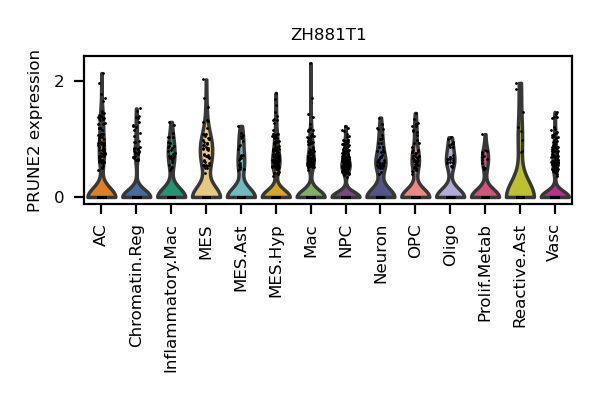 ZH881T1
PRUNE2 expression
2
0
AC
Chromatin.Reg
Inflammatory.Mac
MES
MES.Ast
MES.Hyp
Mac
NPC
Neuron
OPC
Oligo
Prolif.Metab
Reactive.Ast
Vasc